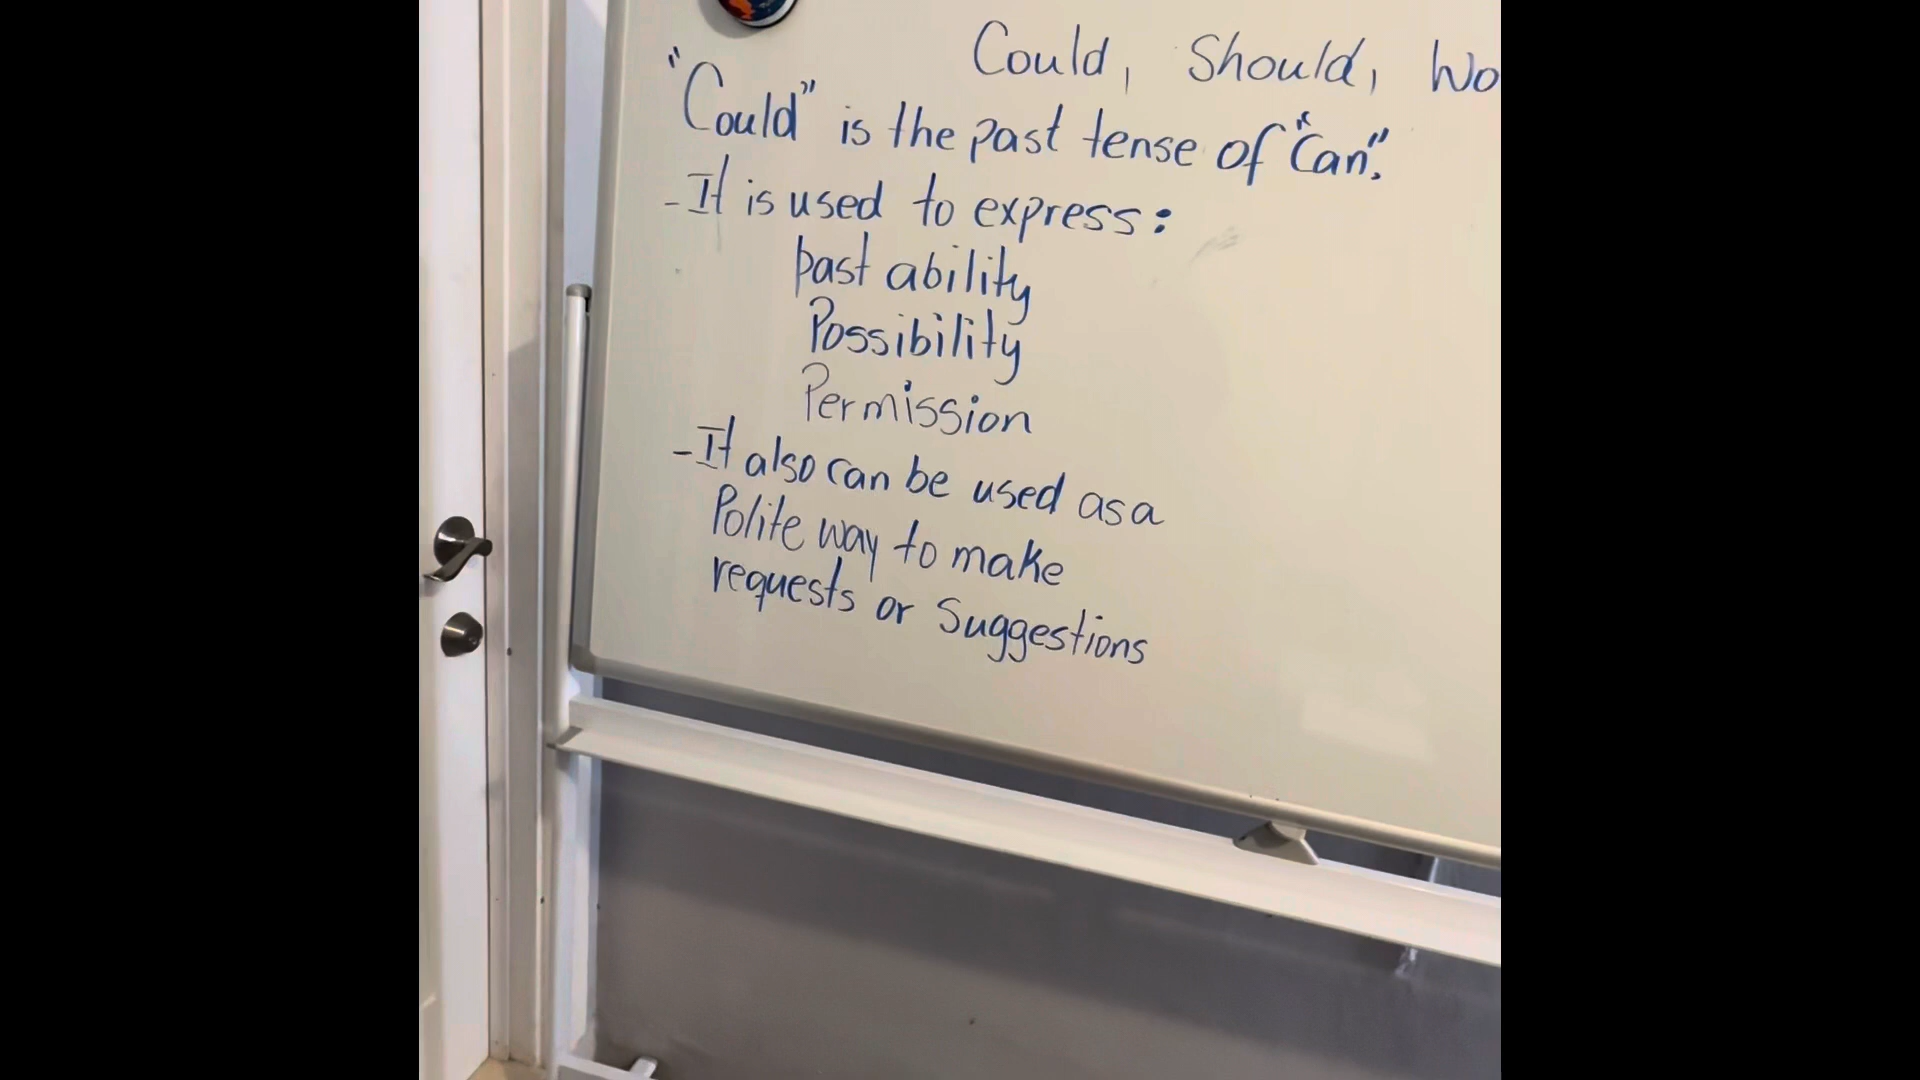 Could, Should, Wo
"Could" is the past tense of "Can".
- It is used to express:
past ability
Possibility
Permission
- It also can be used as a
Polite way to make
requests or Suggestions